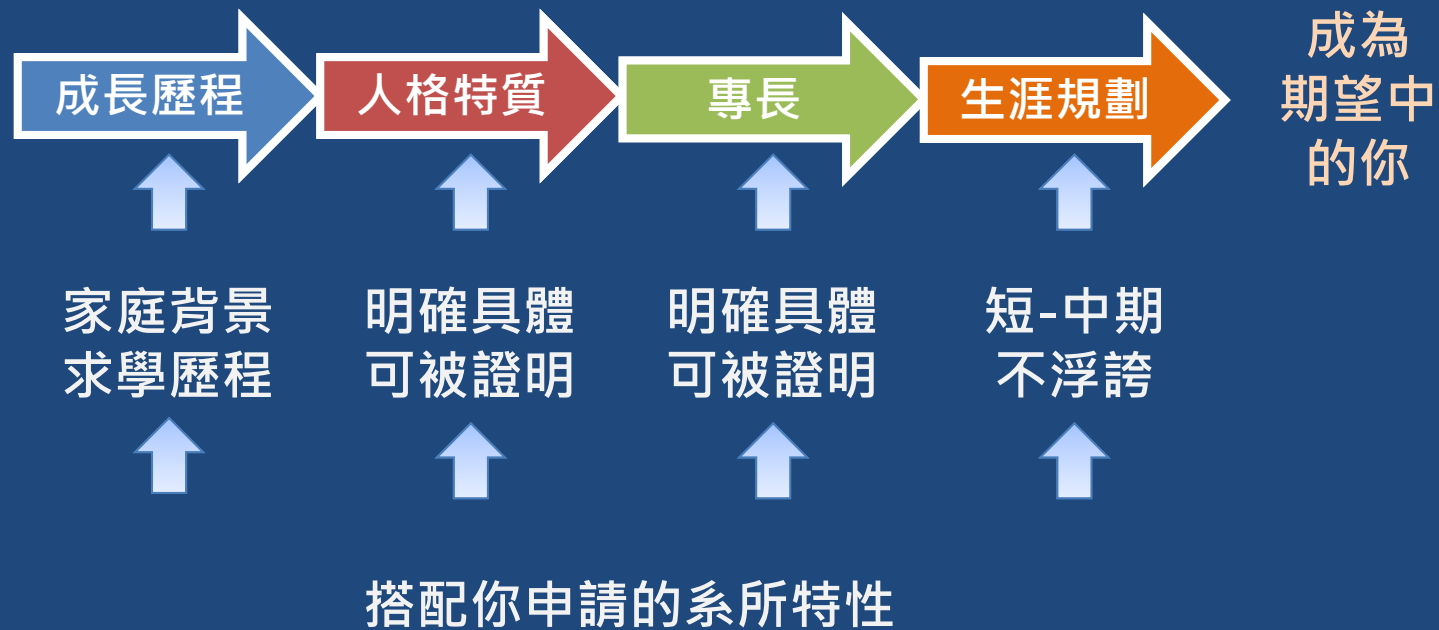 成長歷程
人格特質
專長
生涯規劃
成為
期望中
的你
家庭背景
求學歷程
明確具體
可被證明
明確具體
可被證明
短-中期
不浮誇
搭配你申請的系所特性